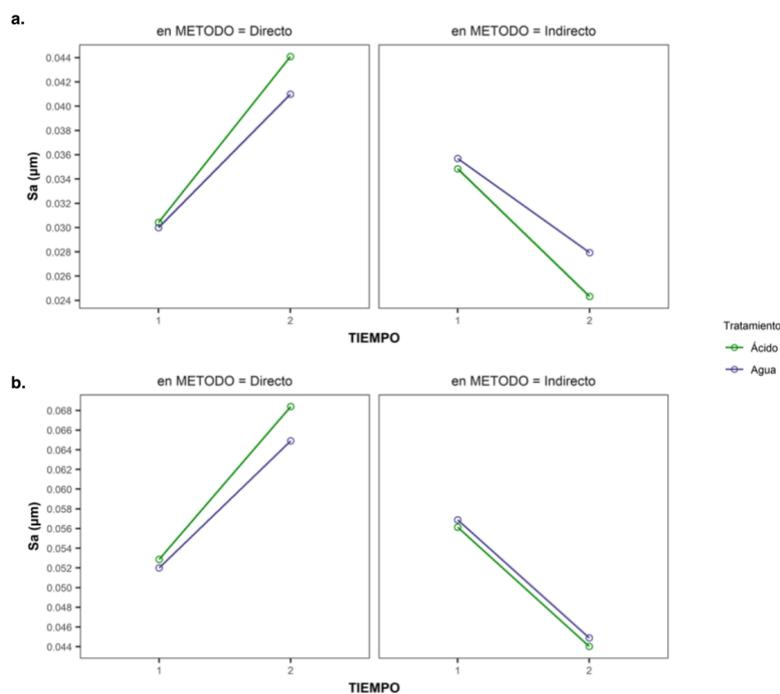 a.
en METODO = Directo
en METODO = Indirecto
0.044
0.042
0.040
0.038
0.036
0.034
0.032
0.030
0.028
0.026
0.024
Sa (µm)
1
2
1
2
TIEMPO
Tratamiento
Ácido
Agua
b.
en METODO = Directo
en METODO = Indirecto
0.068
0.066
0.064
0.062
0.060
0.058
0.056
0.054
0.052
0.050
0.048
0.046
0.044
Sa (µm)
1
2
1
2
TIEMPO